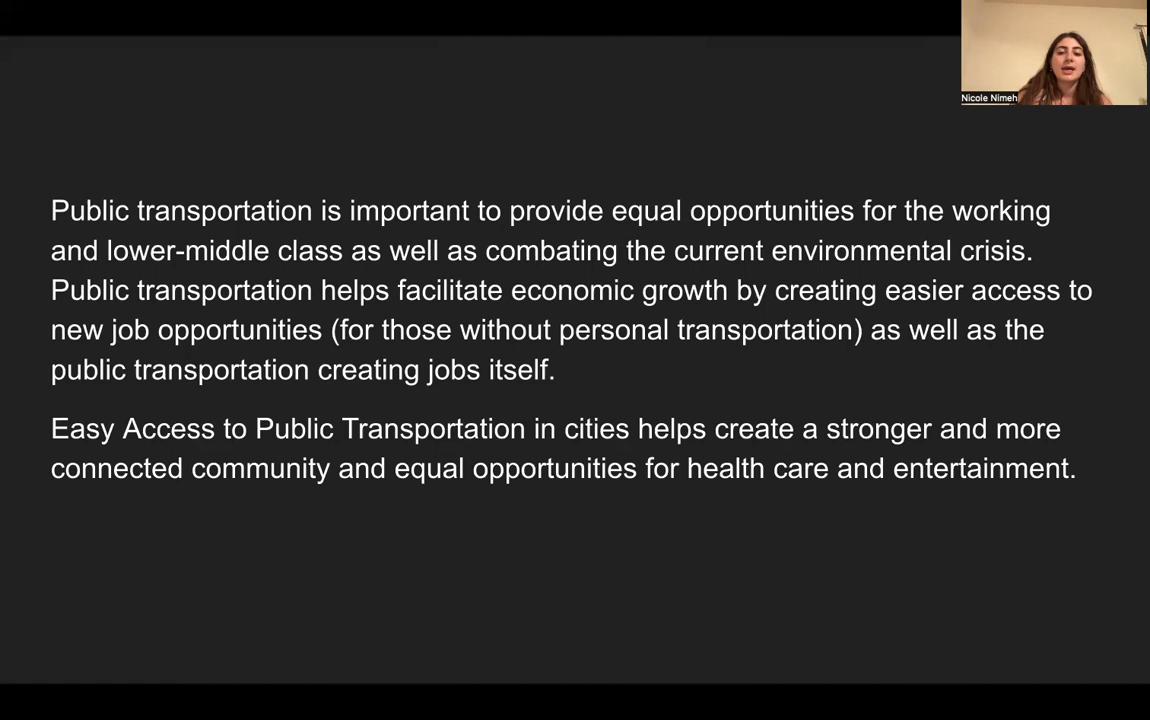 Nicole Nimeh
Public transportation is important to provide equal opportunities for the working
and lower-middle class as well as combating the current environmental crisis.
Public transportation helps facilitate economic growth by creating easier access to
new job opportunities (for those without personal transportation) as well as the
public transportation creating jobs itself.
Easy Access to Public Transportation in cities helps create a stronger and more
connected community and equal opportunities for health care and entertainment.